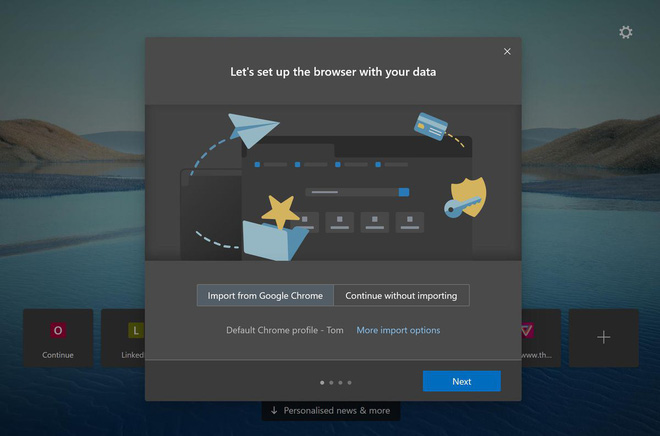 Let's set up the browser with your data
Import from Google Chrome
Continue without importing
Default Chrome profile - Tom
More import options
O
L
Continue
LinkedI
www.th...
Next
Personalised news & more